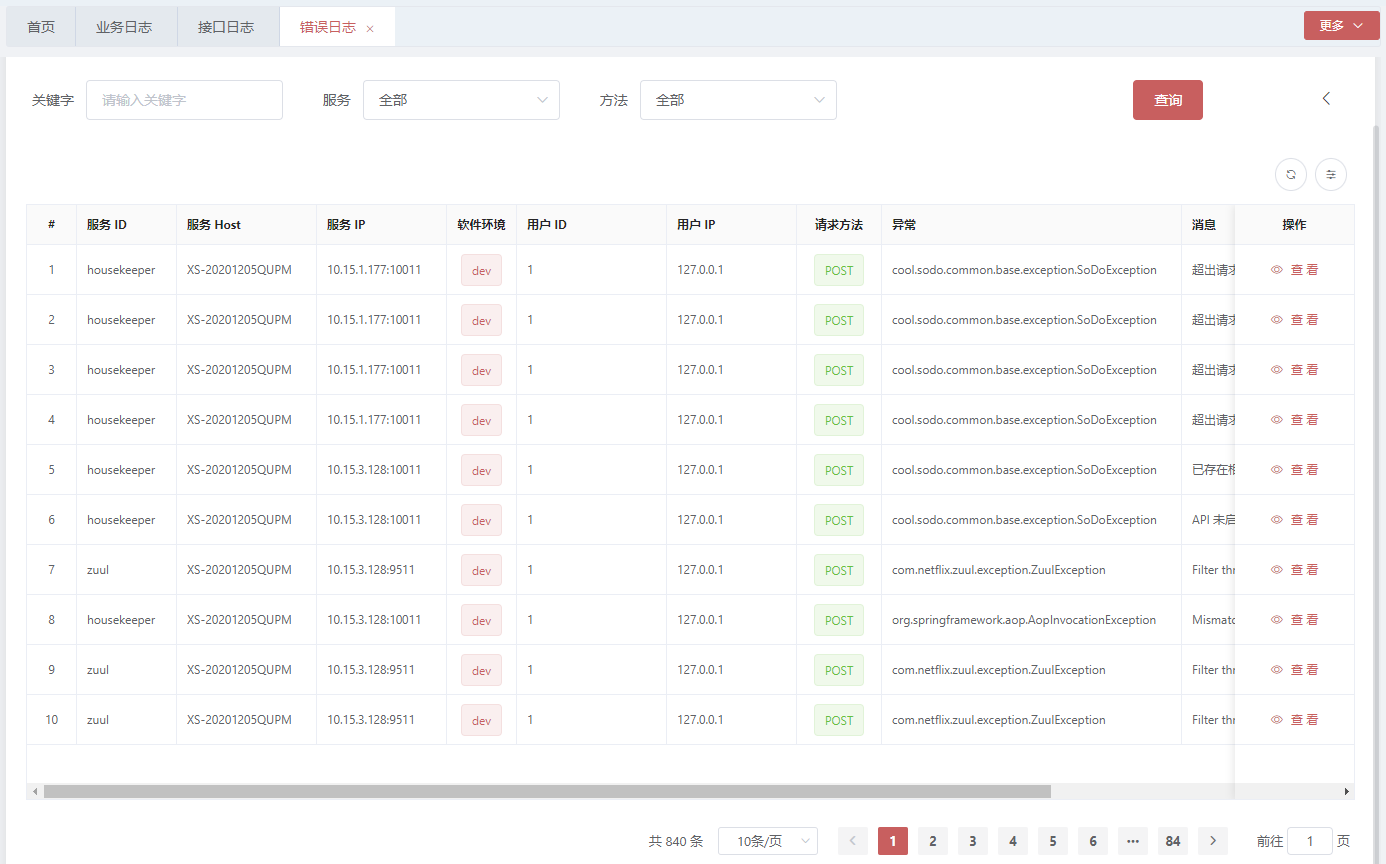 首页 业务日志 接口日志 错误日志 × 更多
关键字 请输入关键字 服务 全部 方法 全部 查询
# 服务 ID 服务 Host 服务 IP 软件环境 用户 ID 用户 IP 请求方法 异常 消息 操作
1 housekeeper XS-20201205QUPM 10.15.1.177:10011 dev 1 127.0.0.1 POST cool.sodo.common.base.exception.SoDoException 超出请求 查看
2 housekeeper XS-20201205QUPM 10.15.1.177:10011 dev 1 127.0.0.1 POST cool.sodo.common.base.exception.SoDoException 超出请求 查看
3 housekeeper XS-20201205QUPM 10.15.1.177:10011 dev 1 127.0.0.1 POST cool.sodo.common.base.exception.SoDoException 超出请求 查看
4 housekeeper XS-20201205QUPM 10.15.1.177:10011 dev 1 127.0.0.1 POST cool.sodo.common.base.exception.SoDoException 超出请求 查看
5 housekeeper XS-20201205QUPM 10.15.3.128:10011 dev 1 127.0.0.1 POST cool.sodo.common.base.exception.SoDoException 已存在 查看
6 housekeeper XS-20201205QUPM 10.15.3.128:10011 dev 1 127.0.0.1 POST cool.sodo.common.base.exception.SoDoException API 未启 查看
7 zuul XS-20201205QUPM 10.15.3.128:9511 dev 1 127.0.0.1 POST com.netflix.zuul.exception.ZuulException Filter thr 查看
8 housekeeper XS-20201205QUPM 10.15.3.128:10011 dev 1 127.0.0.1 POST org.springframework.aop.AopInvocationException Mismatc 查看
9 zuul XS-20201205QUPM 10.15.3.128:9511 dev 1 127.0.0.1 POST com.netflix.zuul.exception.ZuulException Filter thr 查看
10 zuul XS-20201205QUPM 10.15.3.128:9511 dev 1 127.0.0.1 POST com.netflix.zuul.exception.ZuulException Filter thr 查看
共 840 条 10条/页 1 2 3 4 5 6 ••• 84 前往 1 页